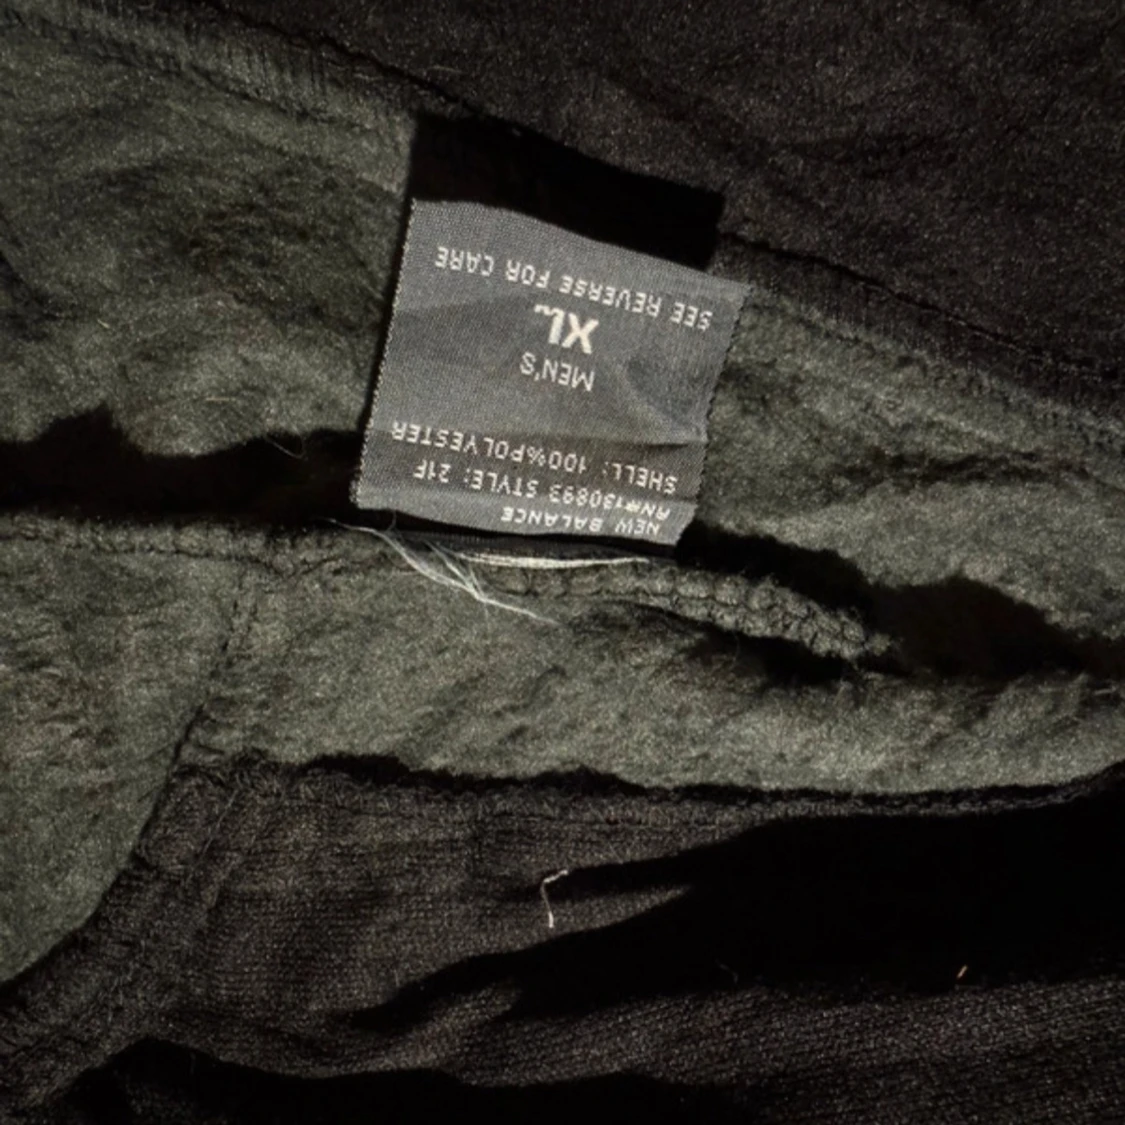 NEW BALANCE
RN#130893 STYLE: 21F
SHELL: 100%POLYESTER
MEN'S
XL
SEE REVERSE FOR CARE